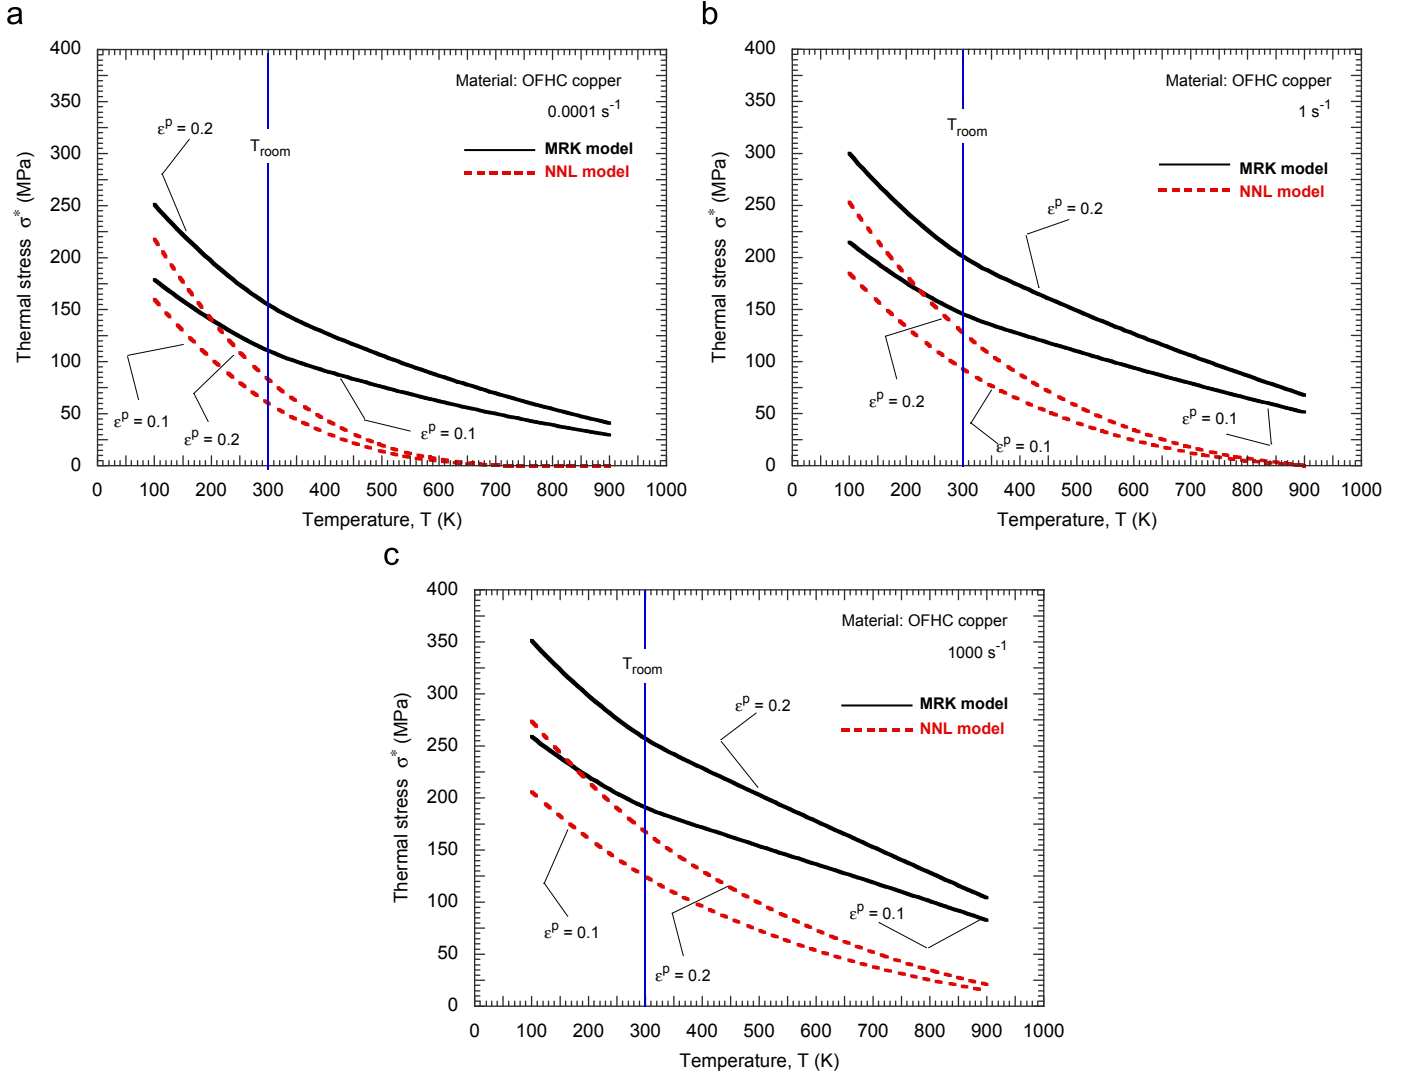 a
400
350
300
250
200
150
100
50
0
Thermal stress σ* (MPa)
Material: OFHC copper
0.0001 s-1
εp = 0.2
Troom
MRK model
NNL model
εp = 0.1
εp = 0.2
εp = 0.1
0 100 200 300 400 500 600 700 800 900 1000
Temperature, T (K)
b
400
350
300
250
200
150
100
50
0
Thermal stress σ* (MPa)
Material: OFHC copper
1 s-1
Troom
MRK model
NNL model
εp = 0.2
εp = 0.2
εp = 0.1
εp = 0.1
0 100 200 300 400 500 600 700 800 900 1000
Temperature, T (K)
c
400
350
300
250
200
150
100
50
0
Thermal stress σ* (MPa)
Material: OFHC copper
1000 s-1
Troom
εp = 0.2
MRK model
NNL model
εp = 0.1
εp = 0.1
εp = 0.2
0 100 200 300 400 500 600 700 800 900 1000
Temperature, T (K)